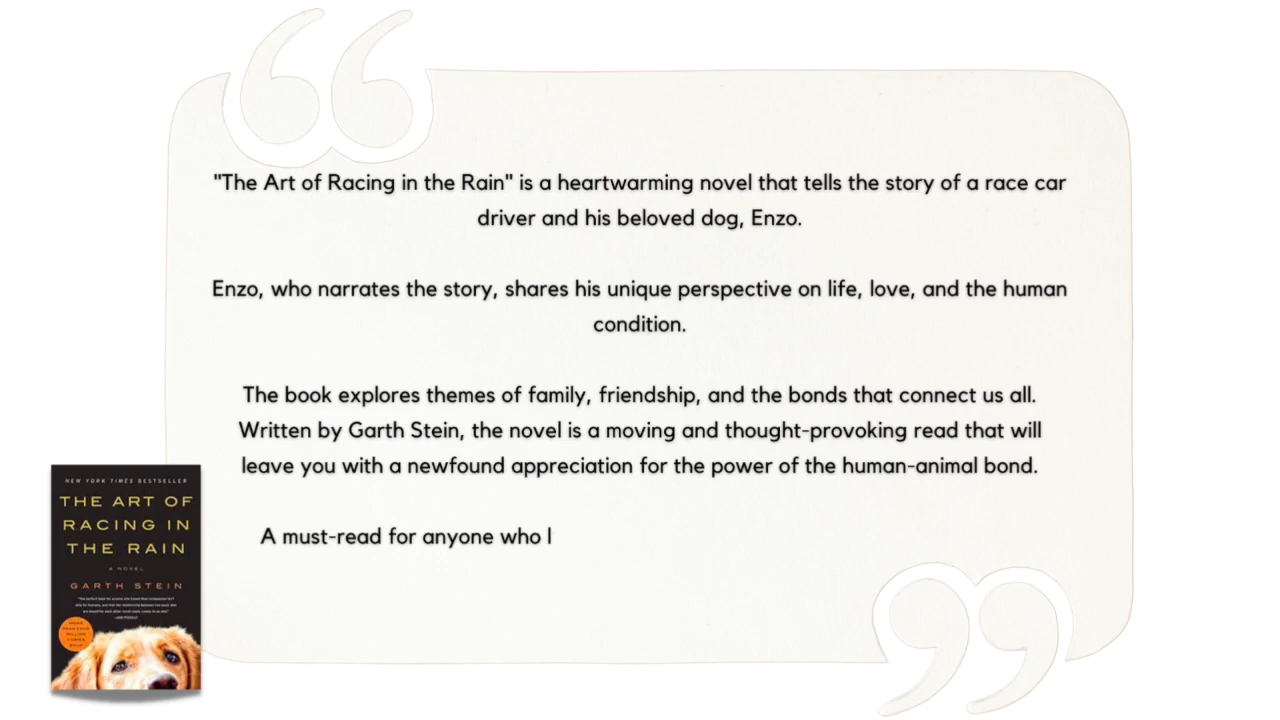 "The Art of Racing in the Rain" is a heartwarming novel that tells the story of a race car
driver and his beloved dog, Enzo.
Enzo, who narrates the story, shares his unique perspective on life, love, and the human
condition.
The book explores themes of family, friendship, and the bonds that connect us all.
Written by Garth Stein, the novel is a moving and thought-provoking read that will
leave you with a newfound appreciation for the power of the human-animal bond.
A must-read for anyone who l
NEW YORK TIMES BESTSELLER
THE ART OF
RACING IN
THE RAIN
A NOVEL
GARTH STEIN